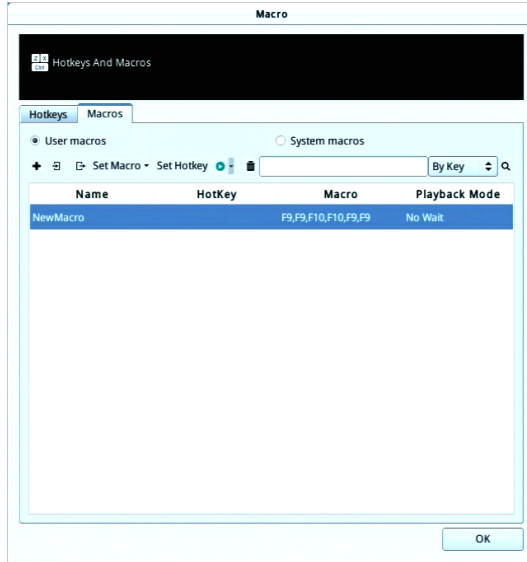 Macro
Z X
Ctrl
Hotkeys And Macros
Hotkeys Macros
User macros System macros
Set Macro Set Hotkey By Key
Name HotKey Macro Playback Mode
NewMacro F9,F9,F10,F10,F9,F9 No Wait
OK